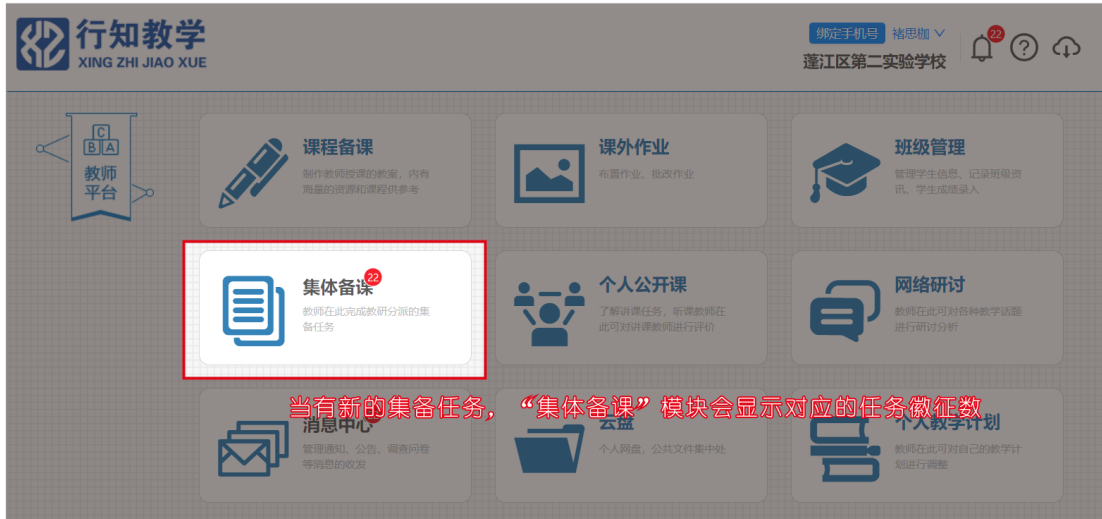 行知教学
XING ZHI JIAO XUE
绑定手机号 褚思枷
蓬江区第二实验学校
22
C
B A
教师
平台
课程备课
制作教师授课的教案，内有
海量的资源和课程供参考
课外作业
布置作业、批改作业
班级管理
管理学生信息、记录班级资
讯、学生成绩录入
集体备课
22
教师在此完成教研分派的集
备任务
个人公开课
了解讲课任务，听课教师在
此可对讲课教师进行评价
网络研讨
教师在此可对各种教学话题
进行研讨分析
当有新的集备任务，“集体备课”模块会显示对应的任务徽征数
消息中心
管理通知、公告、调查问卷
等消息的收发
云盘
个人网盘，公共文件集中处
个人教学计划
教师在此可对自己的教学计
划进行调整